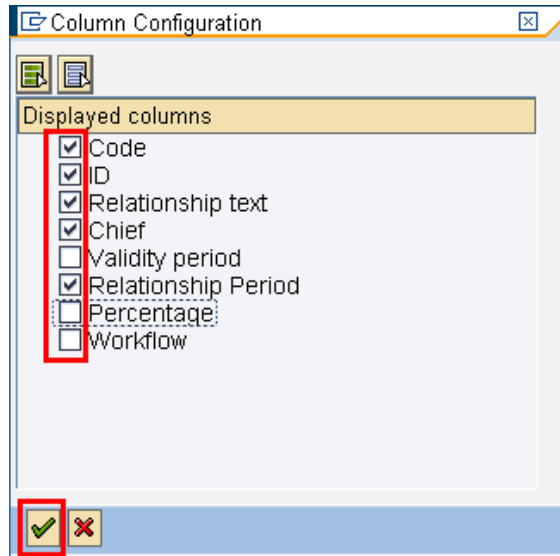 Column Configuration
Displayed columns
Code
ID
Relationship text
Chief
Validity period
Relationship Period
Percentage
Workflow